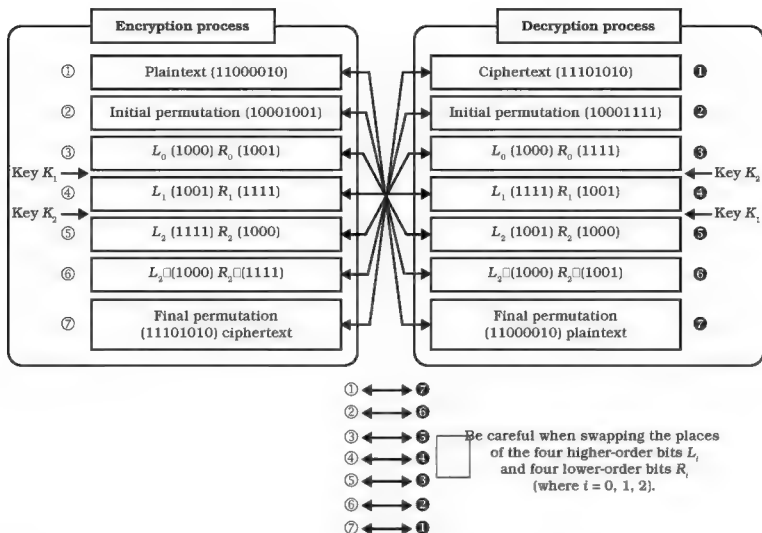 Encryption process
① Plaintext (11000010)
② Initial permutation (10001001)
③ L₀ (1000) R₀ (1001)
Key K₁
④ L₁ (1001) R₁ (1111)
Key K₂
⑤ L₂ (1111) R₂ (1000)
⑥ L₂□(1000) R₂□(1111)
⑦ Final permutation
(11101010) ciphertext
Decryption process
Ciphertext (11101010) ❶
Initial permutation (10001111) ❷
L₀ (1000) R₀ (1111) ❸
Key K₂
L₁ (1111) R₁ (1001) ❹
Key K₁
L₂ (1001) R₂ (1000) ❺
L₂□(1000) R₂□(1001) ❻
Final permutation ❼
(11000010) plaintext
① ❼
② ❻
③ ❺
④ ❹
⑤ ❸
⑥ ❷
⑦ ❶
Be careful when swapping the places
of the four higher-order bits Lᵢ
and four lower-order bits Rᵢ
(where i = 0, 1, 2).